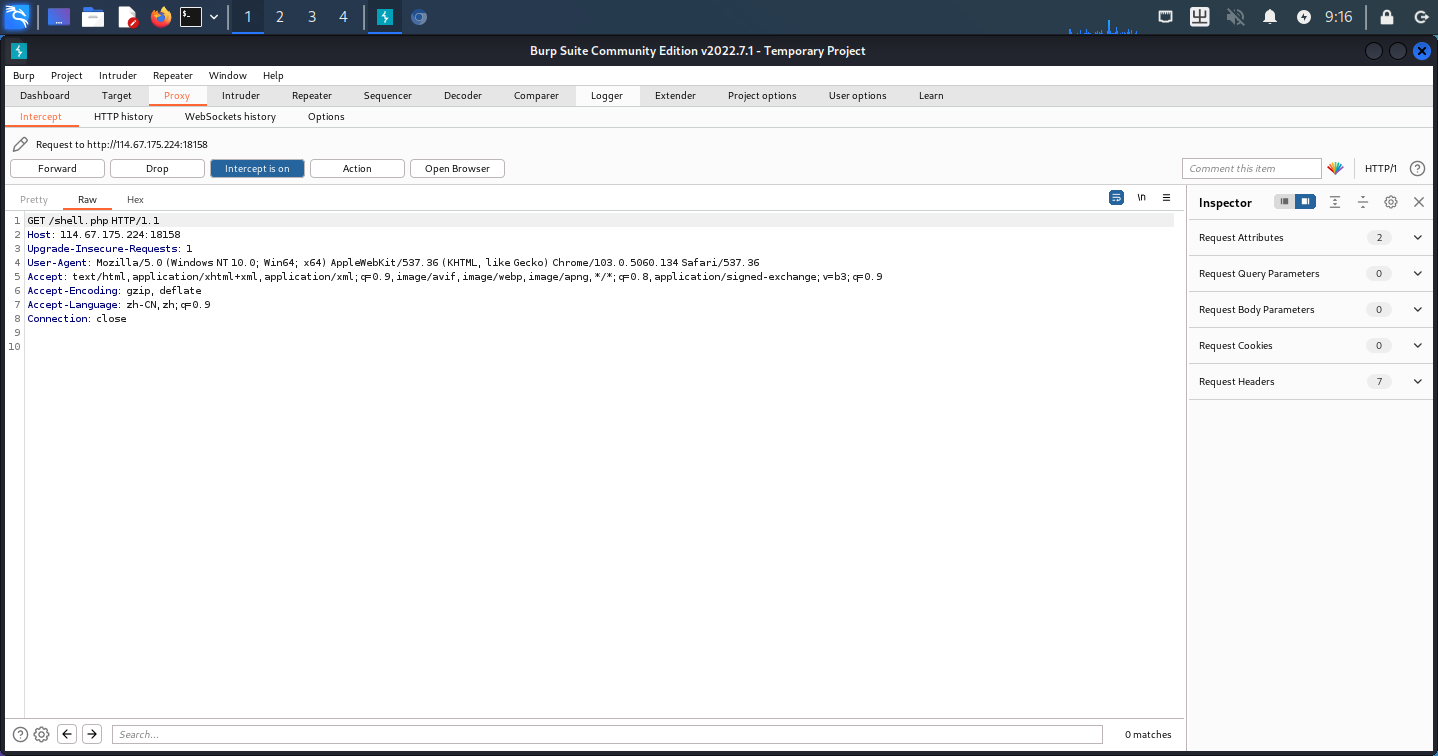 1 2 3 4 9:16
Burp Suite Community Edition v2022.7.1 - Temporary Project
Burp Project Intruder Repeater Window Help
Dashboard Target Proxy Intruder Repeater Sequencer Decoder Comparer Logger Extender Project options User options Learn
Intercept HTTP history WebSockets history Options
Request to http://114.67.175.224:18158
Forward Drop Intercept is on Action Open Browser Comment this item HTTP/1 ?
Pretty Raw Hex \n
Inspector
1 GET /shell.php HTTP/1.1
2 Host: 114.67.175.224:18158
3 Upgrade-Insecure-Requests: 1
4 User-Agent: Mozilla/5.0 (Windows NT 10.0; Win64; x64) AppleWebKit/537.36 (KHTML, like Gecko) Chrome/103.0.5060.134 Safari/537.36
5 Accept: text/html,application/xhtml+xml,application/xml;q=0.9,image/avif,image/webp,image/apng,*/*;q=0.8,application/signed-exchange;v=b3;q=0.9
6 Accept-Encoding: gzip, deflate
7 Accept-Language: zh-CN,zh;q=0.9
8 Connection: close
9
10
Request Attributes 2
Request Query Parameters 0
Request Body Parameters 0
Request Cookies 0
Request Headers 7
? Search... 0 matches